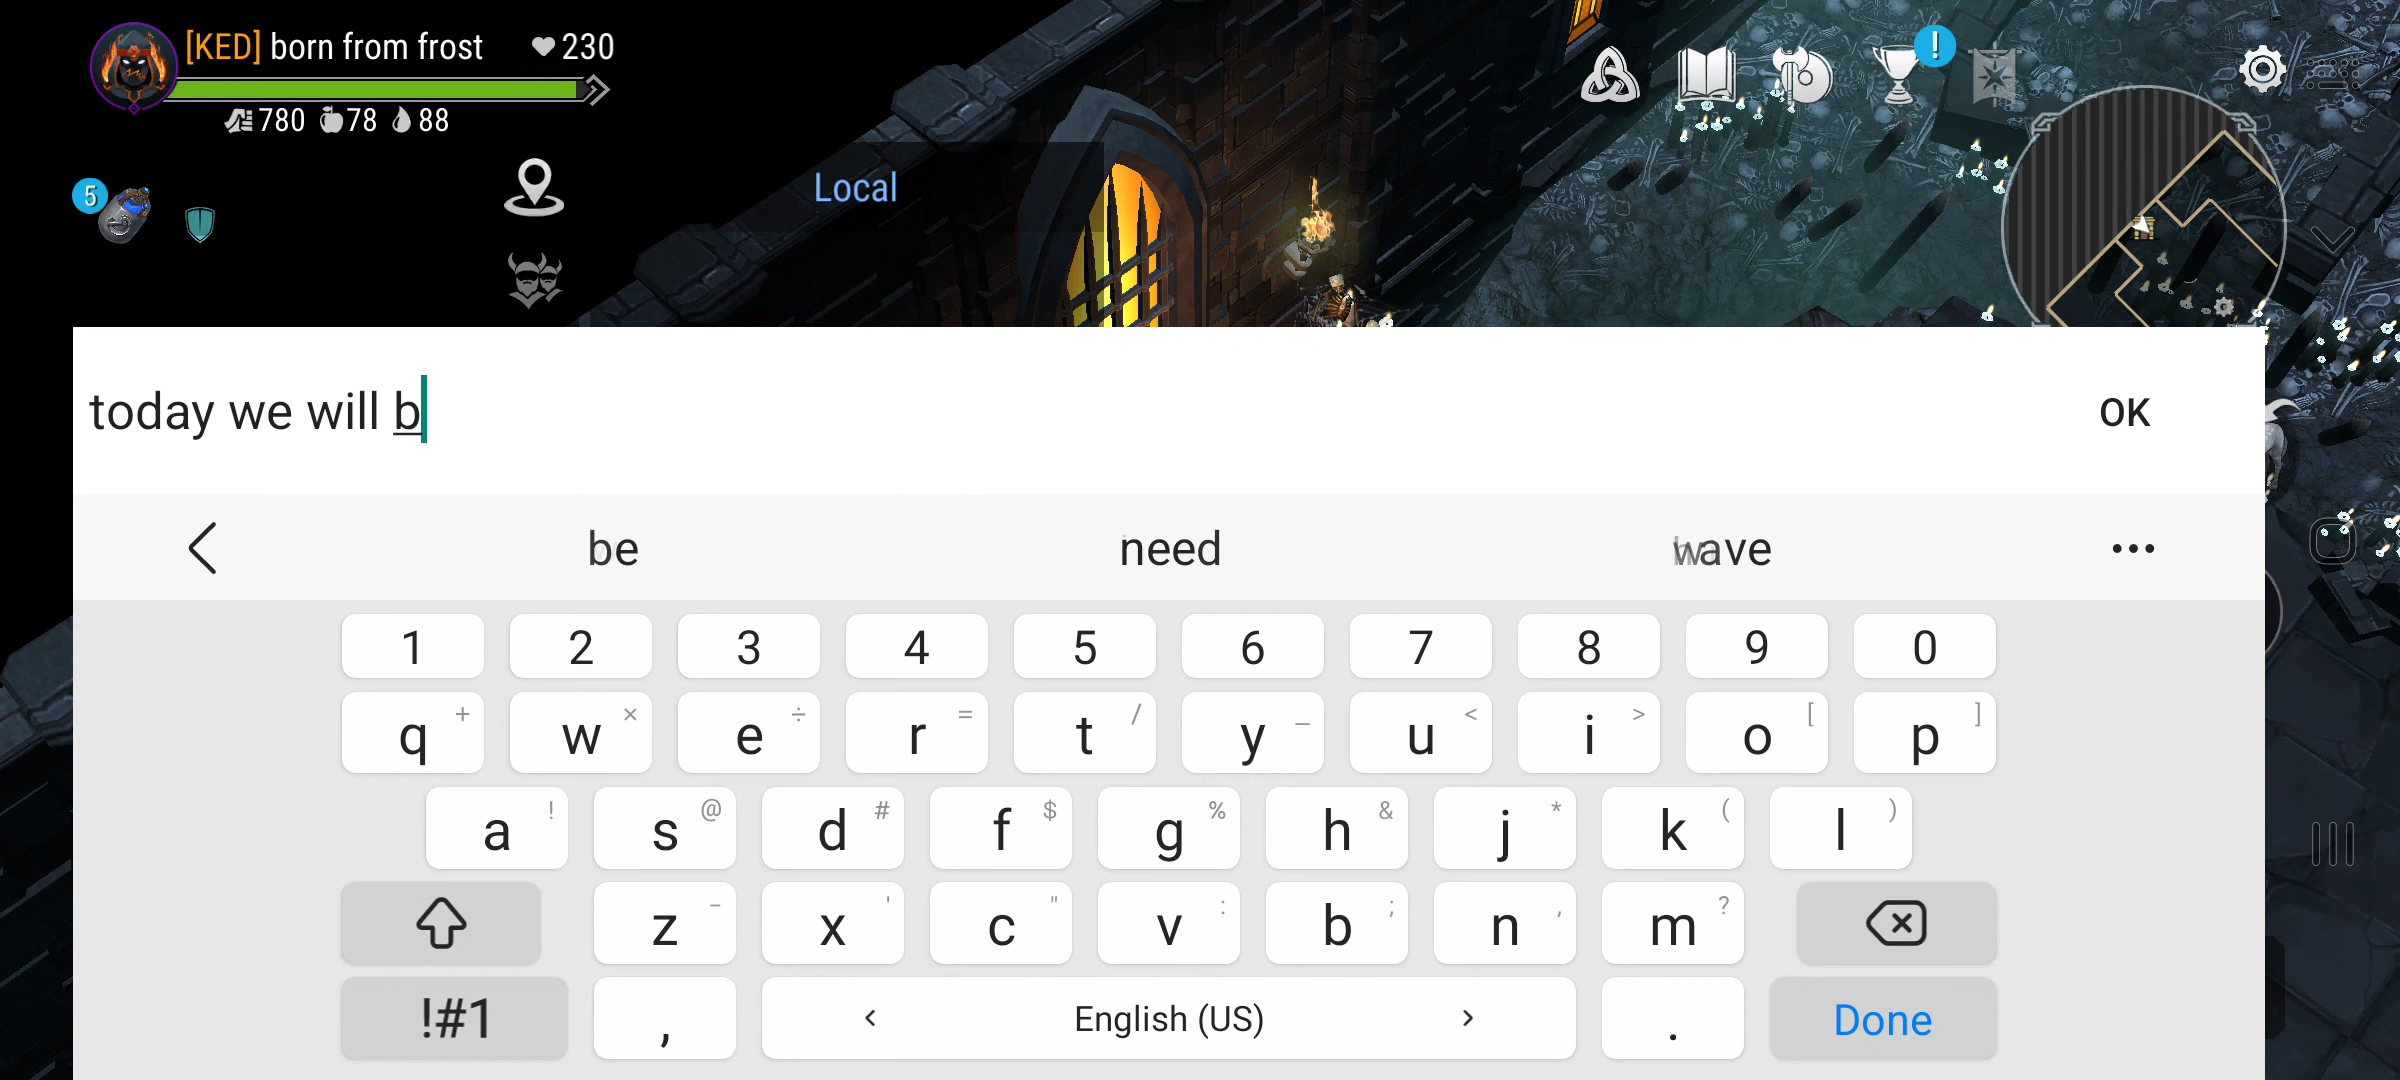 [KED] born from frost 230
780 78 88
!
5
Local
today we will b
OK
be need
1 2 3 4 5 6 7 8 9 0
q + w × e ÷ r = t / y _ u < i > o [ p ]
a ! s @ d # f $ g % h & j * k ( l )
z - x ' c " v : b ; n , m ?
!#1 , < English (US) > . Done